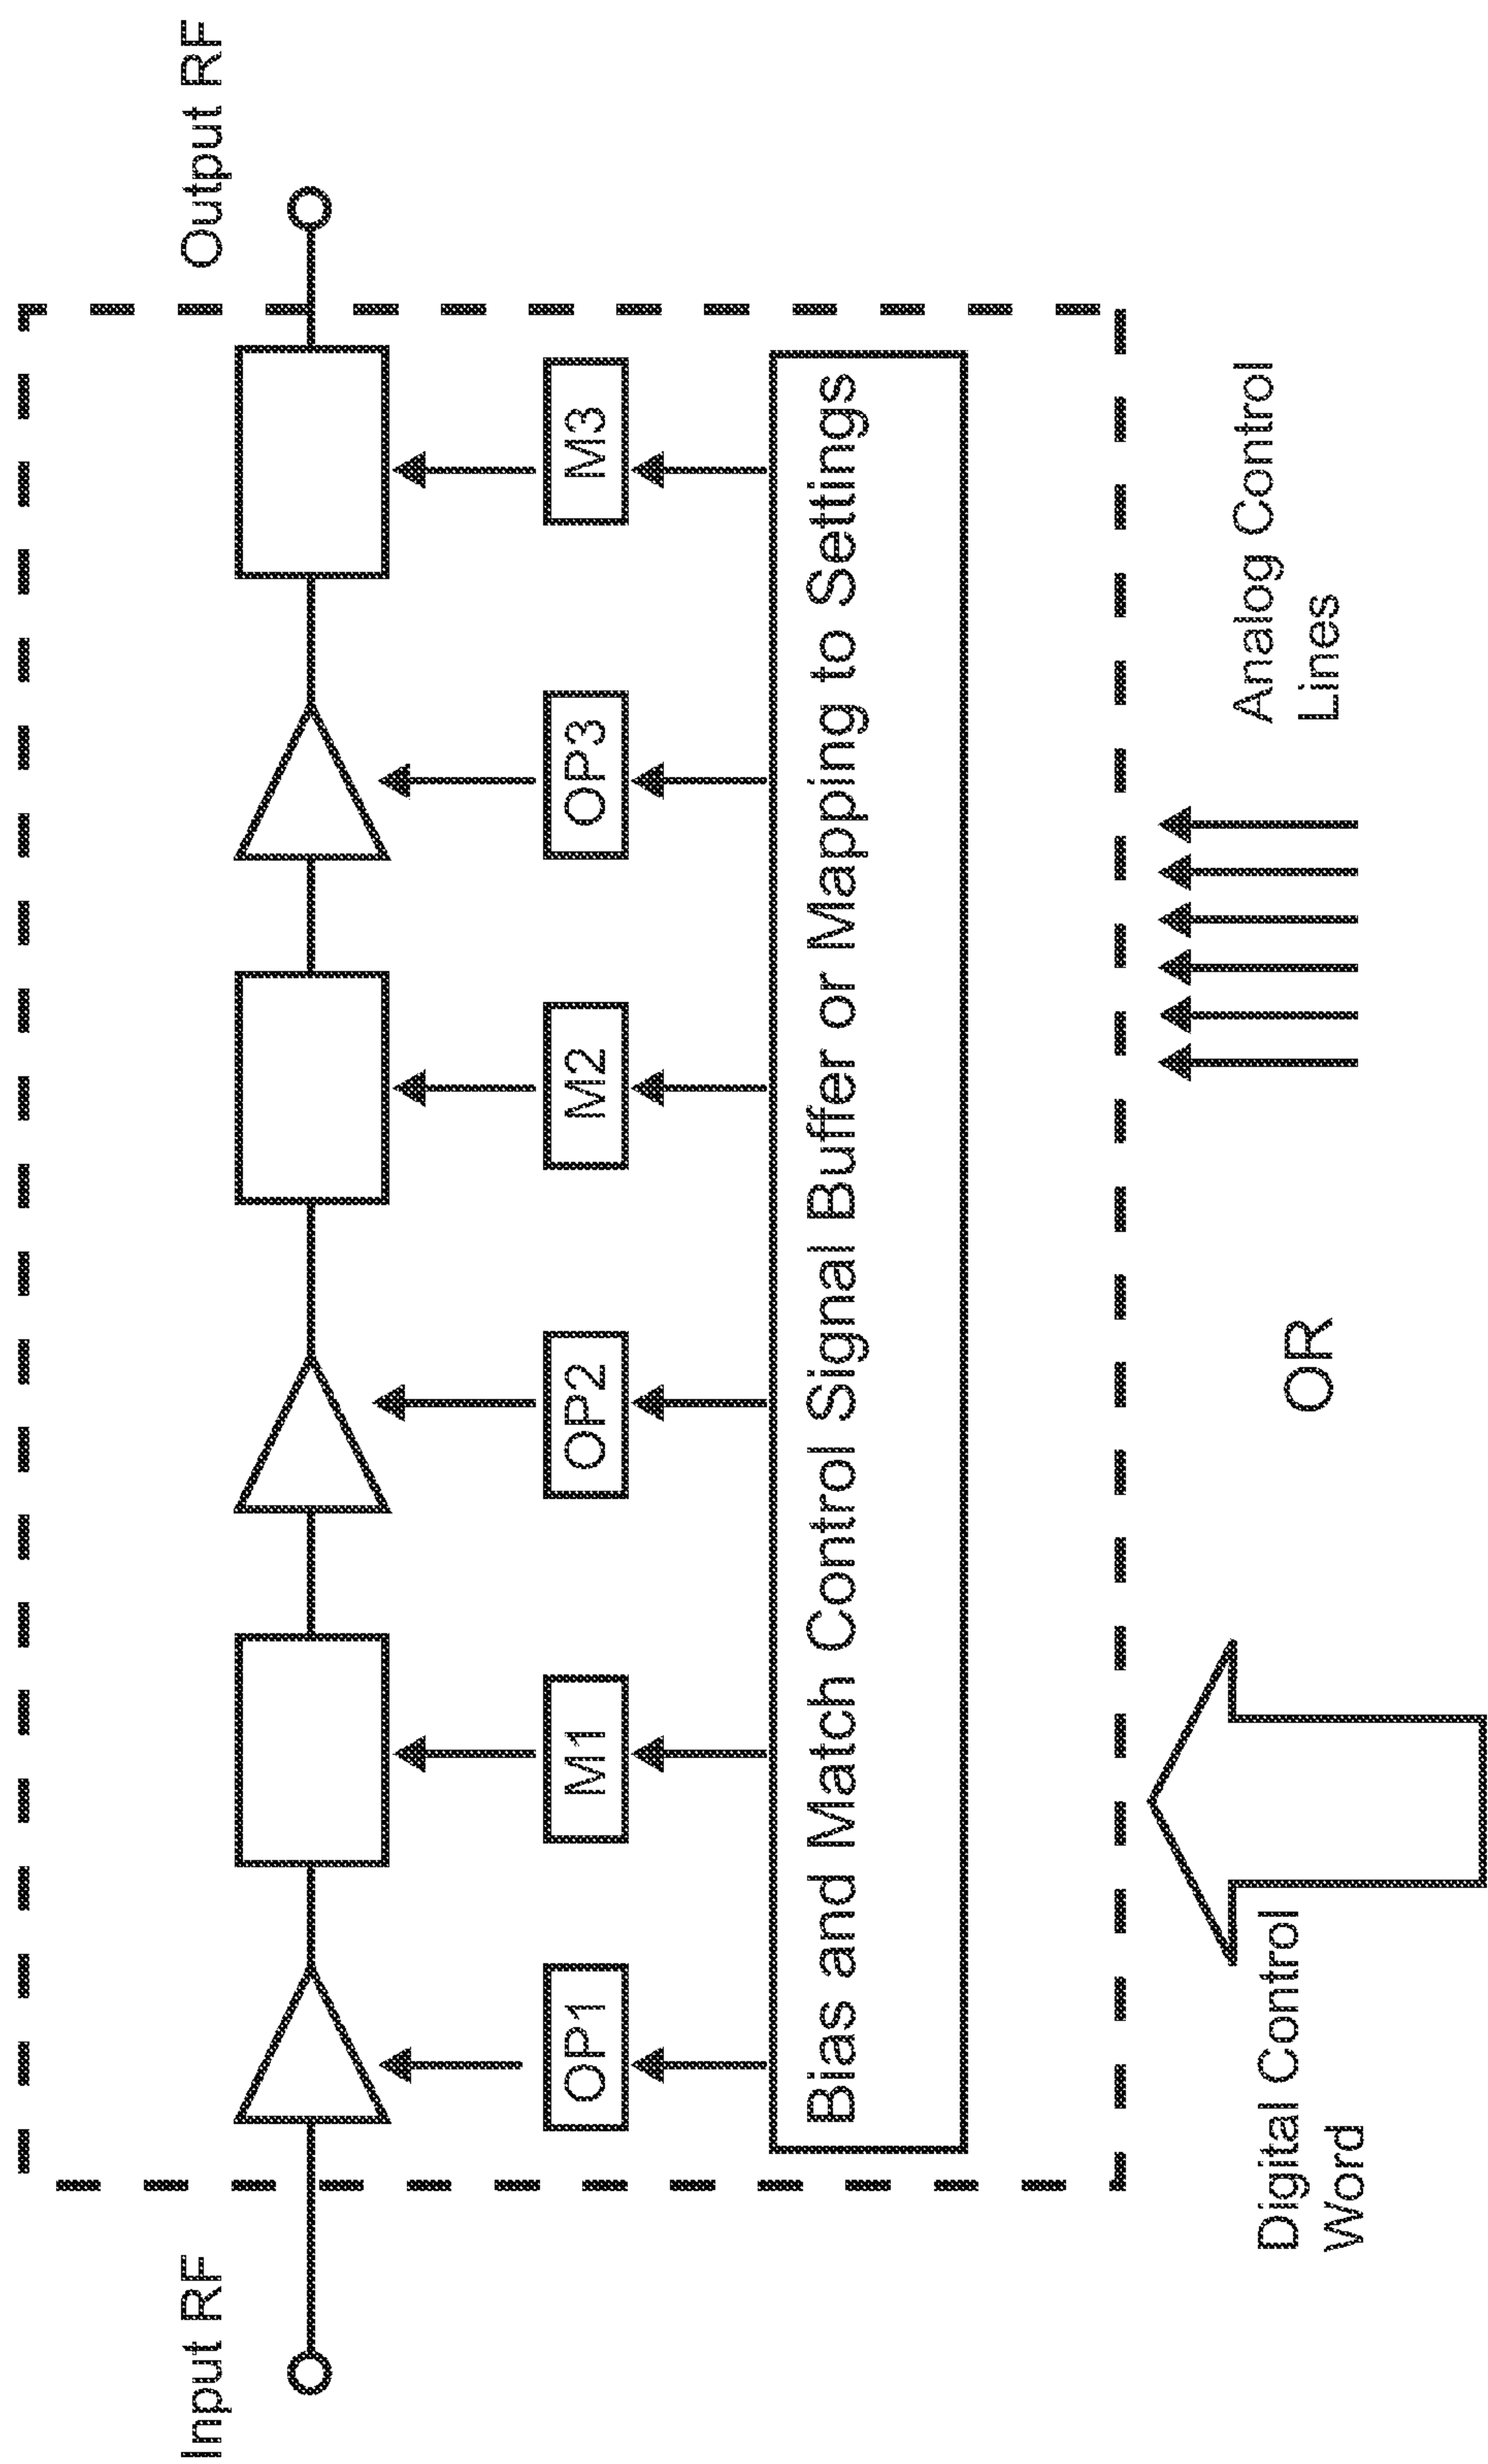 Input RF
Output RF
OP1
M1
OP2
M2
OP3
M3
Bias and Match Control Signal Buffer or Mapping to Settings
Digital Control
Word
OR
Analog Control
Lines